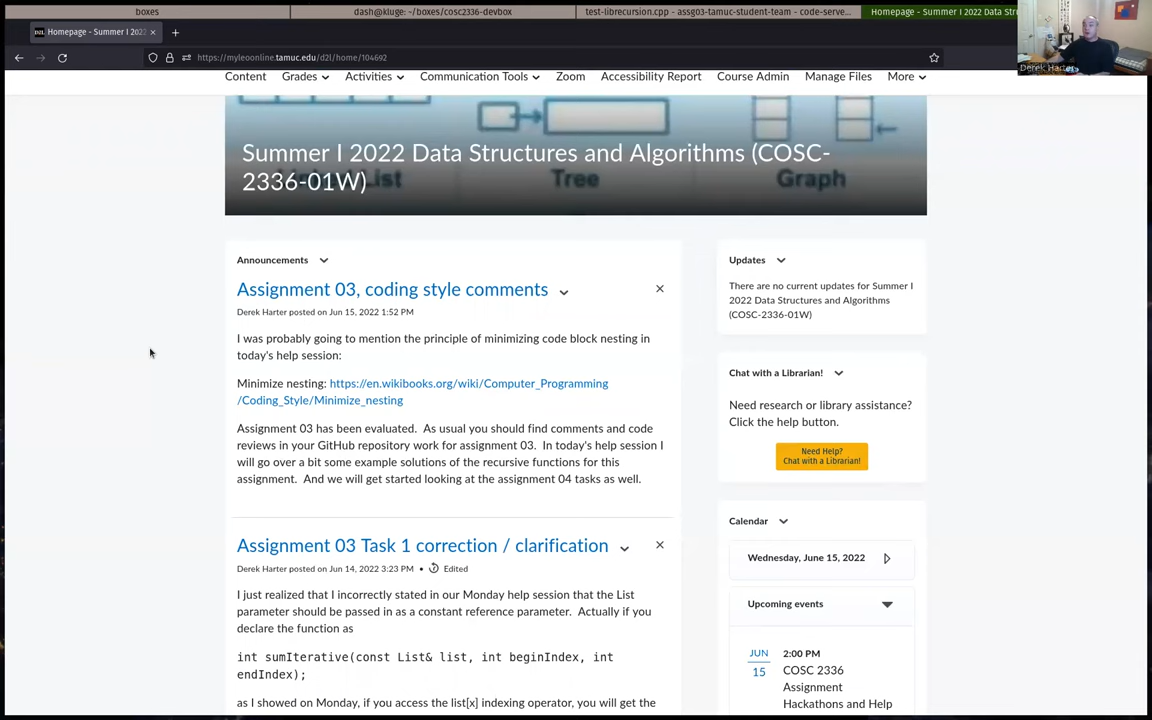 boxes
dash@kluge: ~/boxes/cosc2336-devbox
test-librecursion.cpp - assg03-tamuc-student-team - code-serve...
Homepage - Summer I 2022 Data Stru
Homepage - Summer I 2022
https://myleoonline.tamuc.edu/d2l/home/104692
Derek Harter
Content
Grades
Activities
Communication Tools
Zoom
Accessibility Report
Course Admin
Manage Files
More
Summer I 2022 Data Structures and Algorithms (COSC-
2336-01W)
List
Tree
Graph
Announcements
Assignment 03, coding style comments
Derek Harter posted on Jun 15, 2022 1:52 PM
I was probably going to mention the principle of minimizing code block nesting in
today's help session:
Minimize nesting: https://en.wikibooks.org/wiki/Computer_Programming
/Coding_Style/Minimize_nesting
Assignment 03 has been evaluated. As usual you should find comments and code
reviews in your GitHub repository work for assignment 03. In today's help session I
will go over a bit some example solutions of the recursive functions for this
assignment. And we will get started looking at the assignment 04 tasks as well.
Assignment 03 Task 1 correction / clarification
Derek Harter posted on Jun 14, 2022 3:23 PM • Edited
I just realized that I incorrectly stated in our Monday help session that the List
parameter should be passed in as a constant reference parameter. Actually if you
declare the function as
int sumIterative(const List& list, int beginIndex, int
endIndex);
as I showed on Monday, if you access the list[x] indexing operator, you will get the
Updates
There are no current updates for Summer I
2022 Data Structures and Algorithms
(COSC-2336-01W)
Chat with a Librarian!
Need research or library assistance?
Click the help button.
Need Help?
Chat with a Librarian!
Calendar
Wednesday, June 15, 2022
Upcoming events
JUN
15
2:00 PM
COSC 2336
Assignment
Hackathons and Help